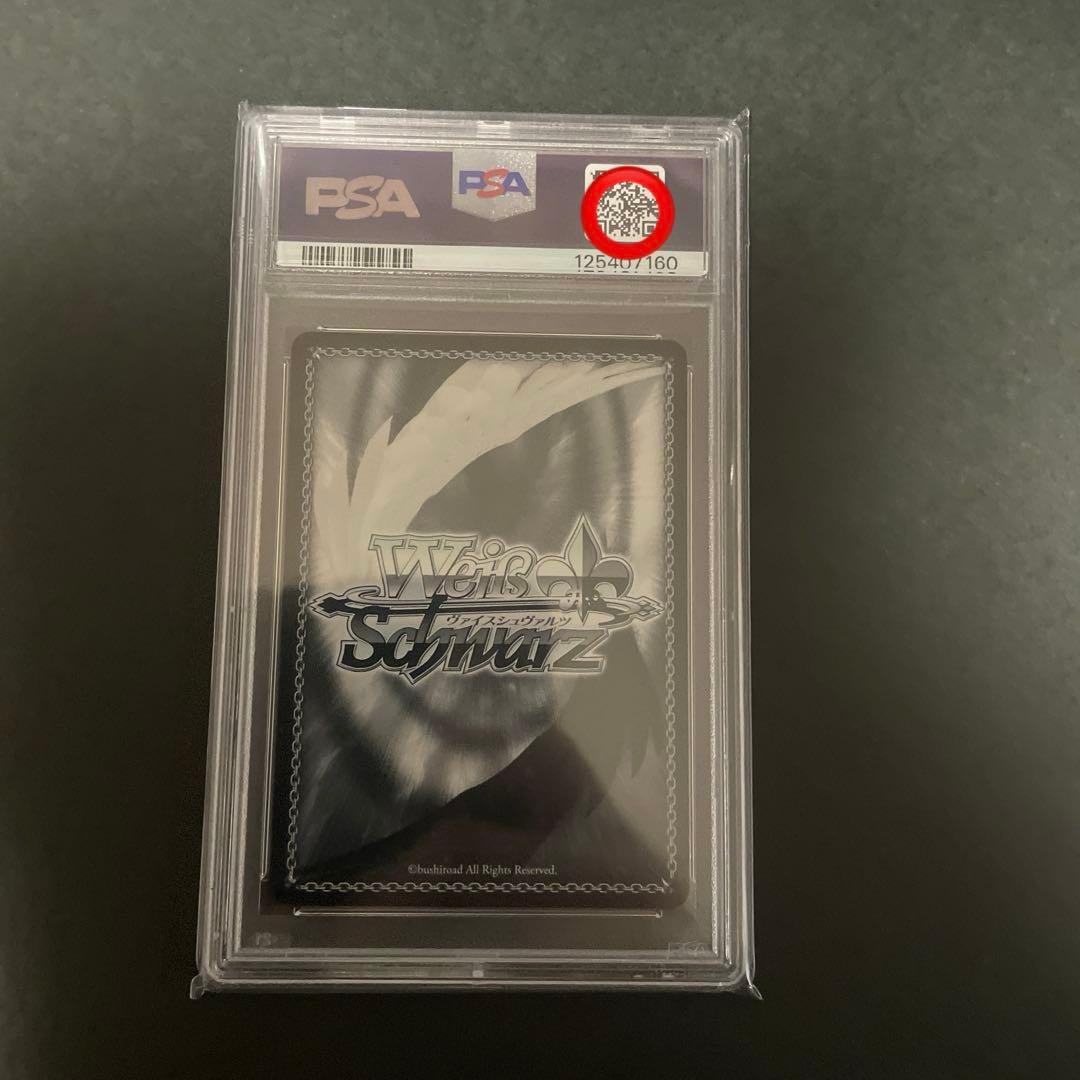 PSA
PSA
125407160
Weiß
ヴァイスシュヴァルツ
Schwarz
©bushiroad All Rights Reserved.
PSA